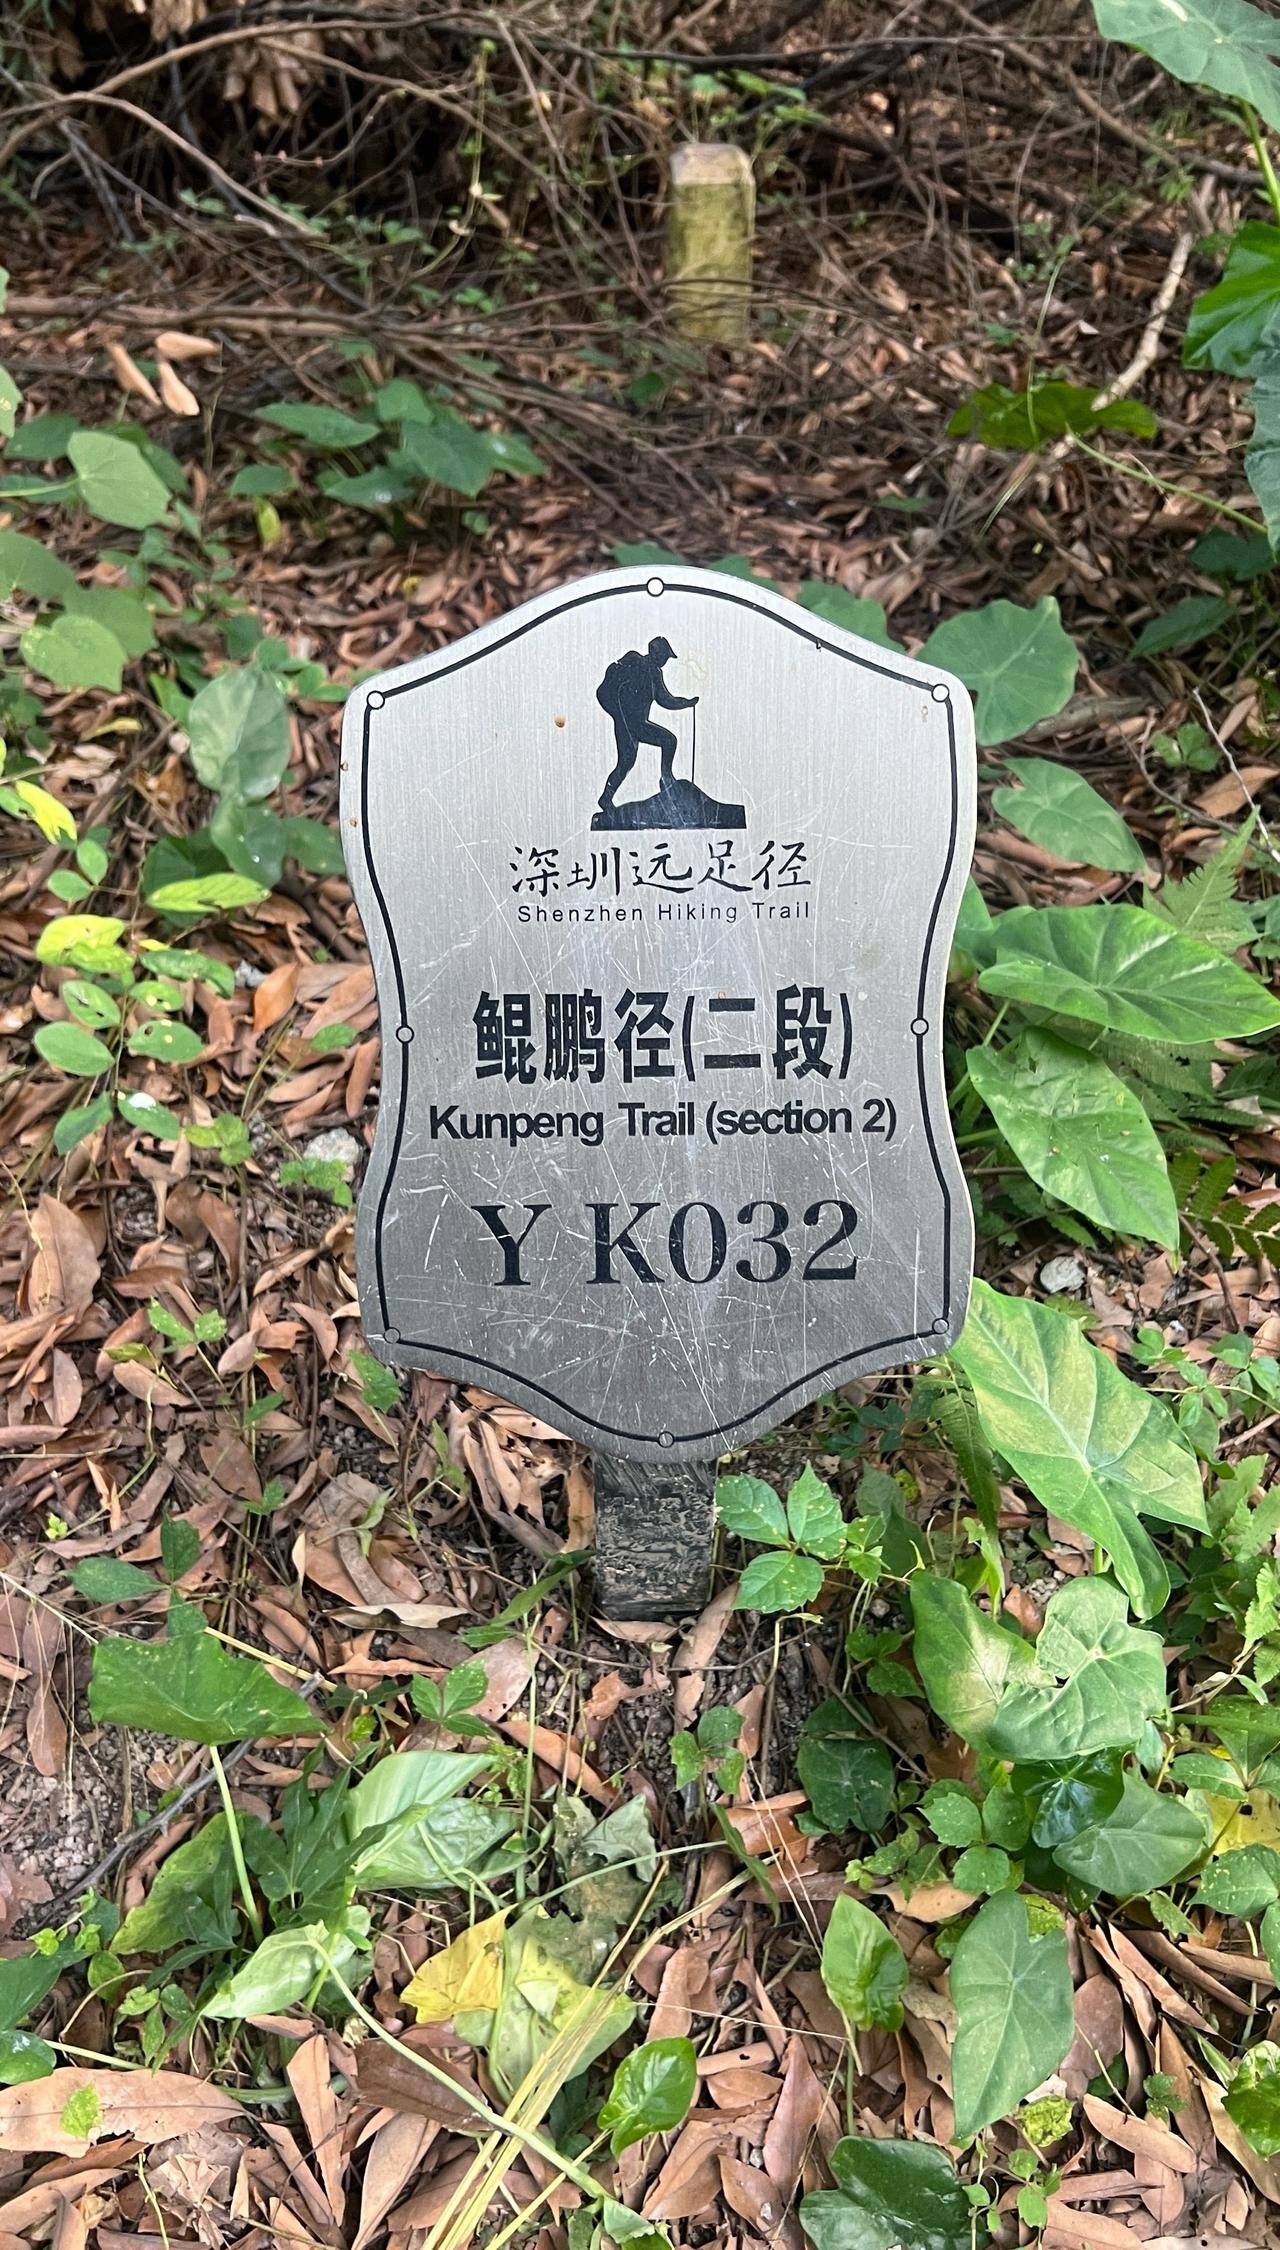 深圳远足径
Shenzhen Hiking Trail
鲲鹏径(二段)
Kunpeng Trail (section 2)
Y K032